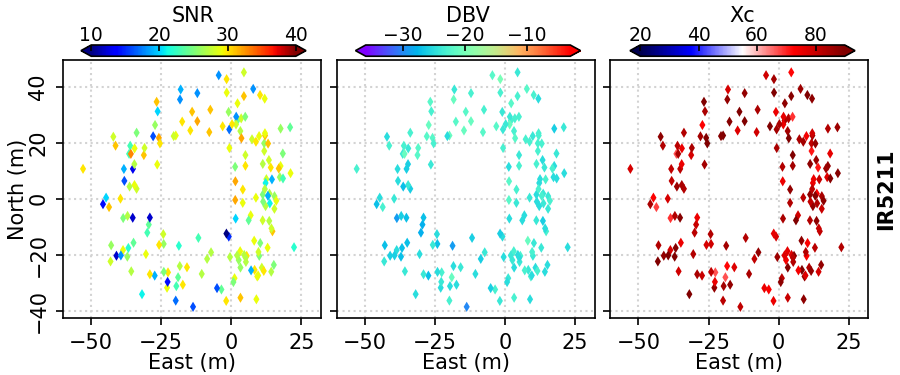 SNR DBV Xc
10 20 30 40 −30 −20 −10 20 40 60 80
40
20
0
−20
−40
North (m)
−50 −25 0 25 −50 −25 0 25 −50 −25 0 25
East (m) East (m) East (m)
IR5211